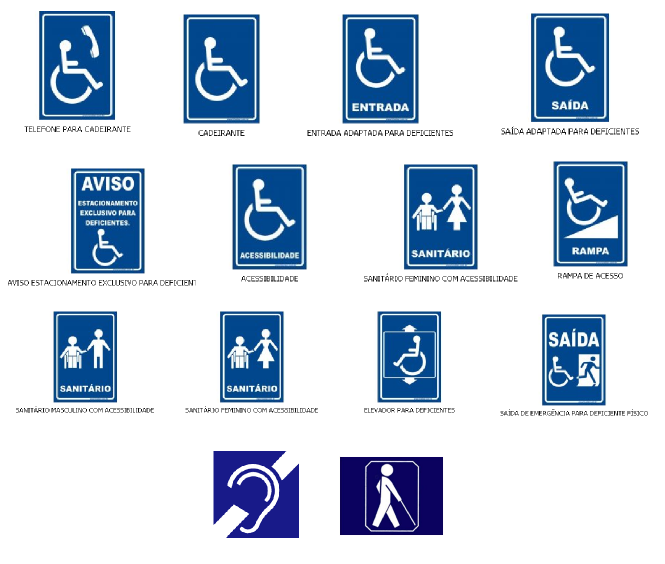 TELEFONE PARA CADEIRANTE
CADEIRANTE
ENTRADA
ENTRADA ADAPTADA PARA DEFICIENTES
SAÍDA
SAÍDA ADAPTADA PARA DEFICIENTES
AVISO
ESTACIONAMENTO
EXCLUSIVO PARA
DEFICIENTES.
AVISO ESTACIONAMENTO EXCLUSIVO PARA DEFICIENT
ACESSIBILIDADE
ACESSIBILIDADE
SANITÁRIO
SANITÁRIO FEMININO COM ACESSIBILIDADE
RAMPA
RAMPA DE ACESSO
SANITÁRIO
SANITÁRIO MASCULINO COM ACESSIBILIDADE
SANITÁRIO
SANITÁRIO FEMINIMO COM ACESSIBILIDADE
ELEVADOR PARA DEFICIENTES
SAÍDA
SAÍDA DE EMERGÊNCIA PARA DEFICIENTE FÍSICO